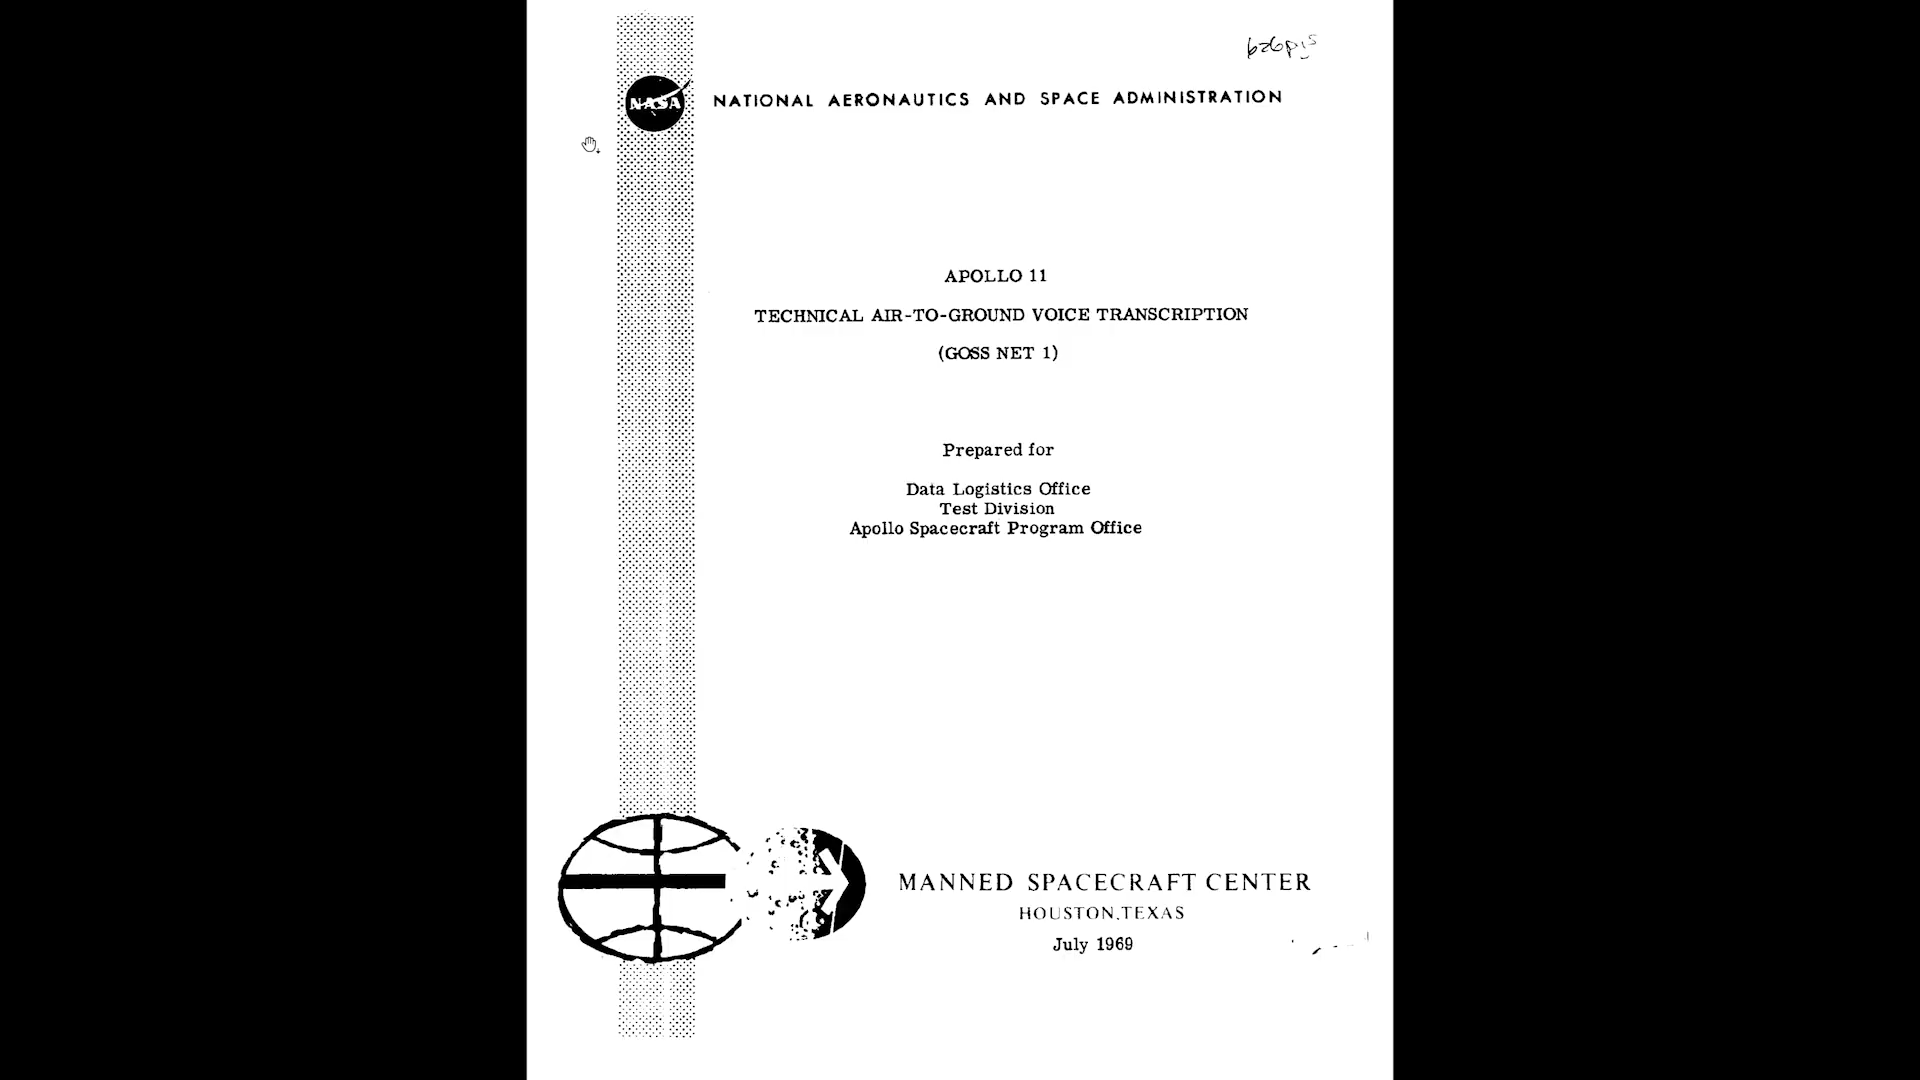 626pis
NASA
NATIONAL AERONAUTICS AND SPACE ADMINISTRATION
APOLLO 11
TECHNICAL AIR-TO-GROUND VOICE TRANSCRIPTION
(GOSS NET 1)
Prepared for
Data Logistics Office
Test Division
Apollo Spacecraft Program Office
MANNED SPACECRAFT CENTER
HOUSTON, TEXAS
July 1969